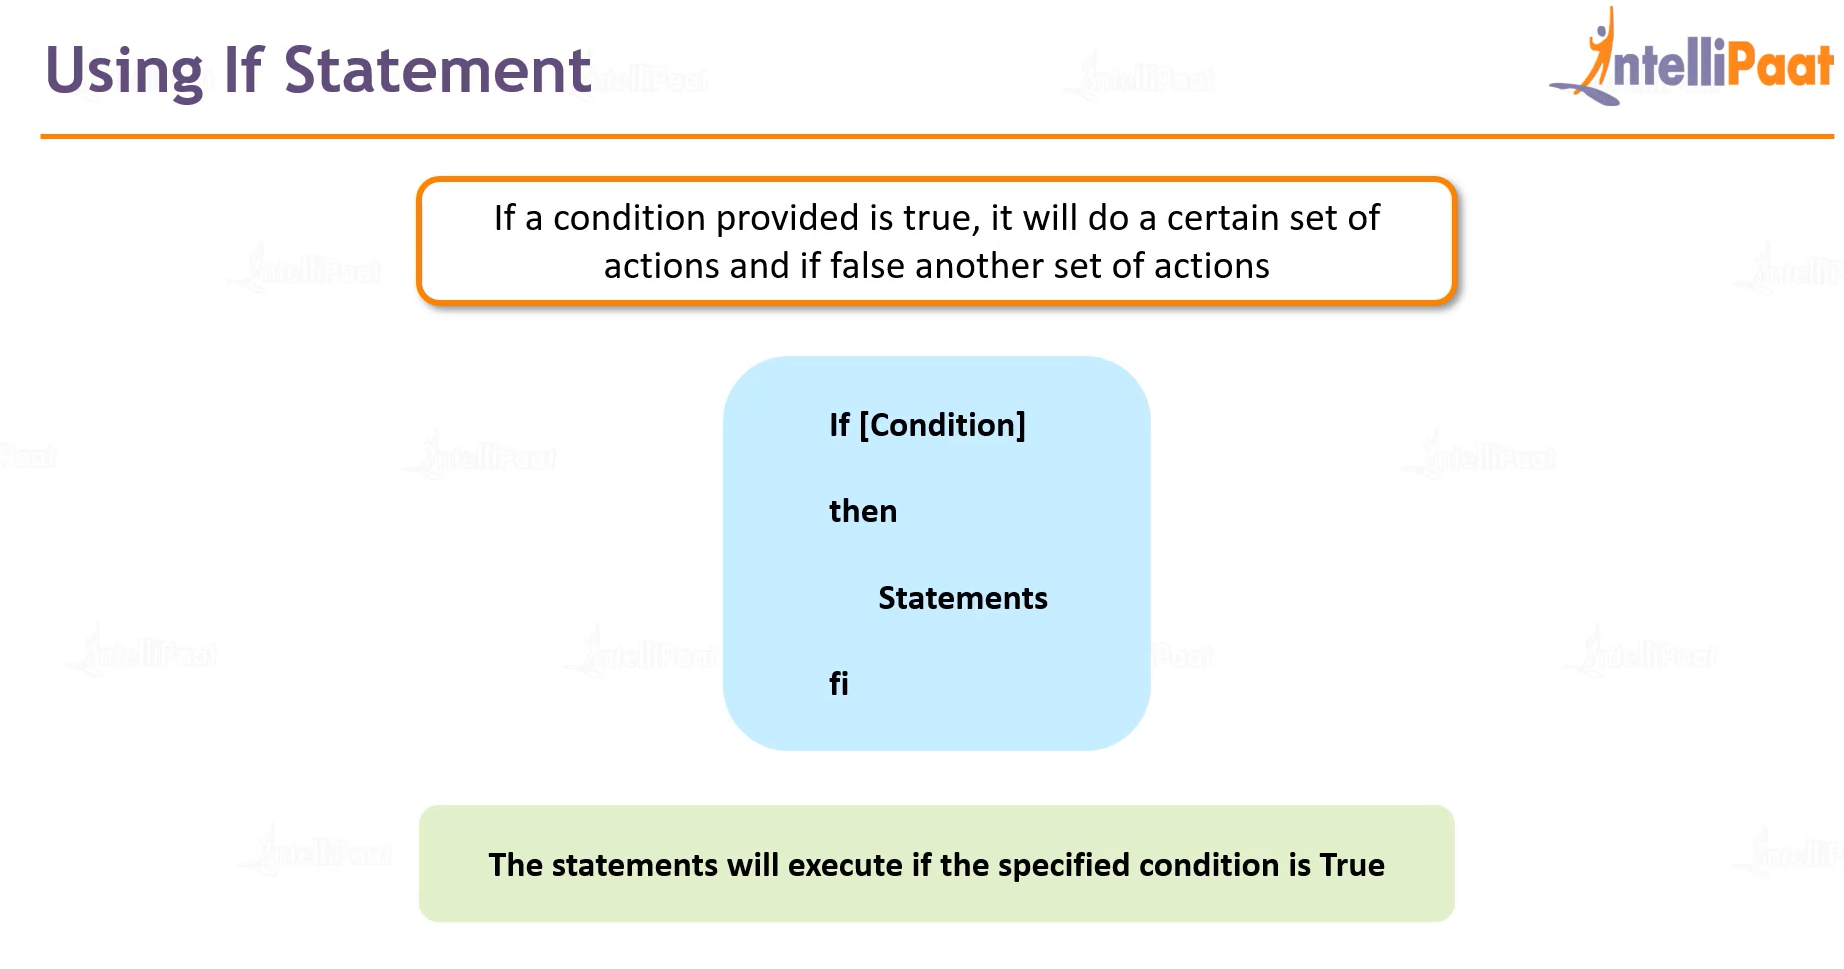 Using If Statement
IntelliPaat
If a condition provided is true, it will do a certain set of
actions and if false another set of actions
If [Condition]
then
Statements
fi
The statements will execute if the specified condition is True